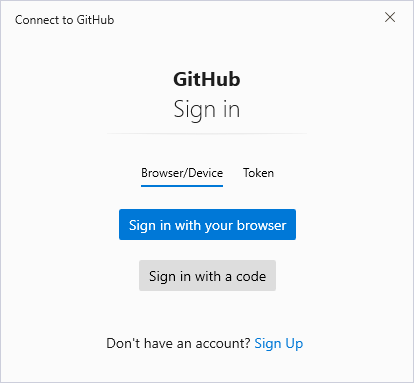 Connect to GitHub
GitHub
Sign in
Browser/Device Token
Sign in with your browser
Sign in with a code
Don't have an account? Sign Up